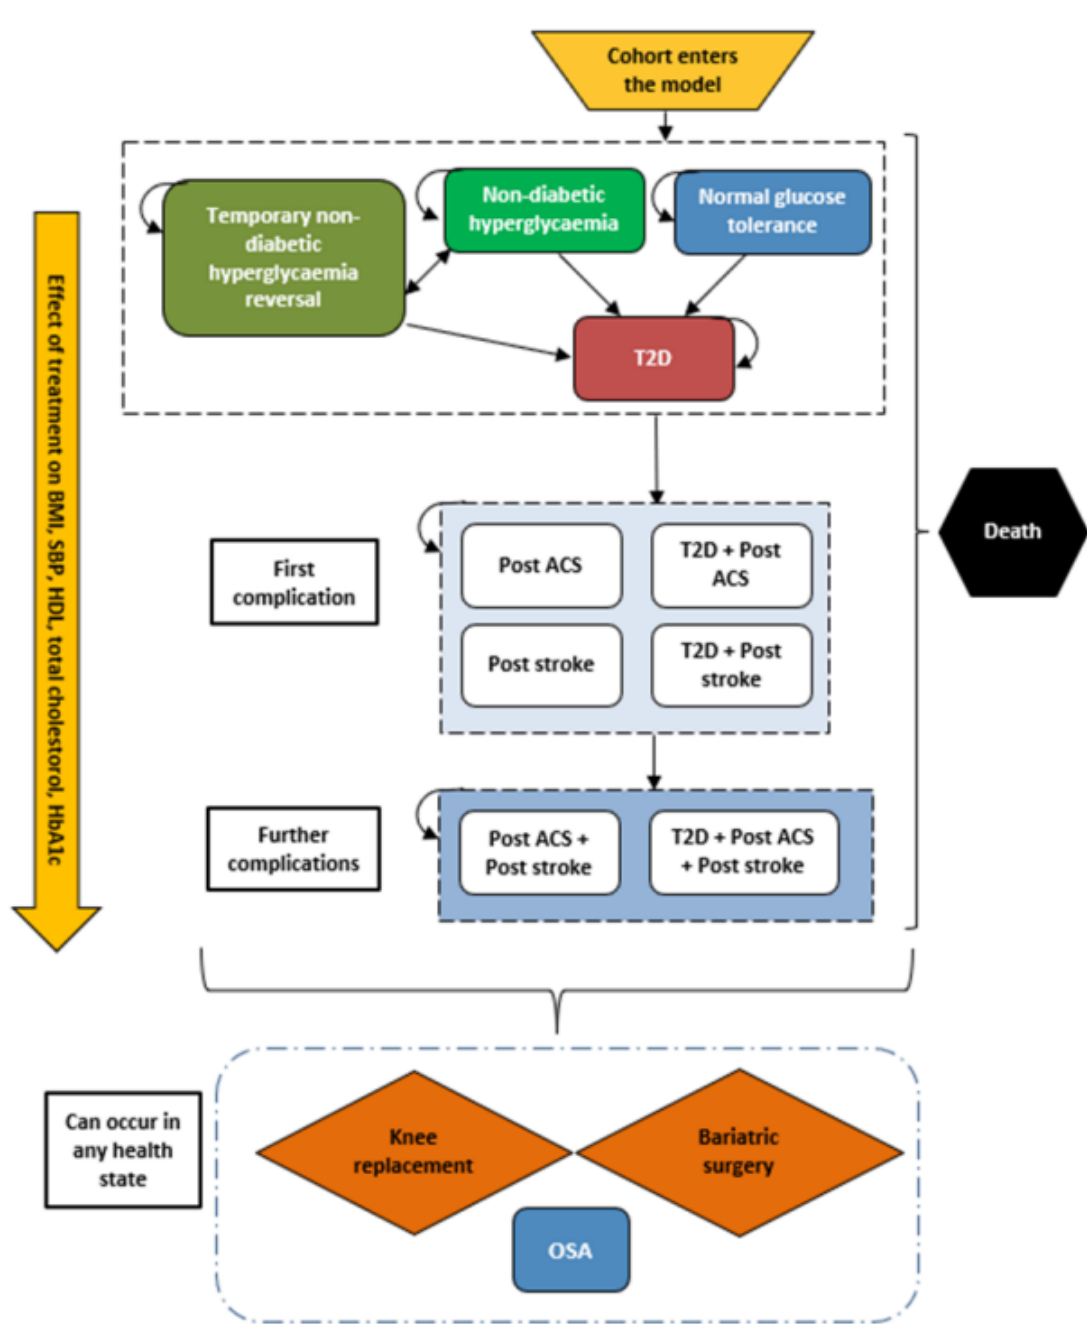 Cohort enters
the model
Temporary non-
diabetic
hyperglycaemia
reversal
Non-diabetic
hyperglycaemia
Normal glucose
tolerance
T2D
Effect of treatment on BMI, SBP, HDL, total cholestorol, HbA1c
Death
First
complication
Post ACS
T2D + Post
ACS
Post stroke
T2D + Post
stroke
Further
complications
Post ACS +
Post stroke
T2D + Post ACS
+ Post stroke
Can occur in
any health
state
Knee
replacement
Bariatric
surgery
OSA